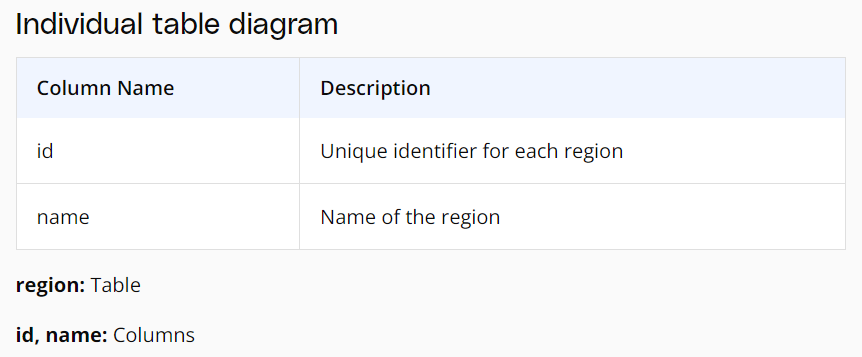 Individual table diagram
Column Name Description
id Unique identifier for each region
name Name of the region
region: Table
id, name: Columns